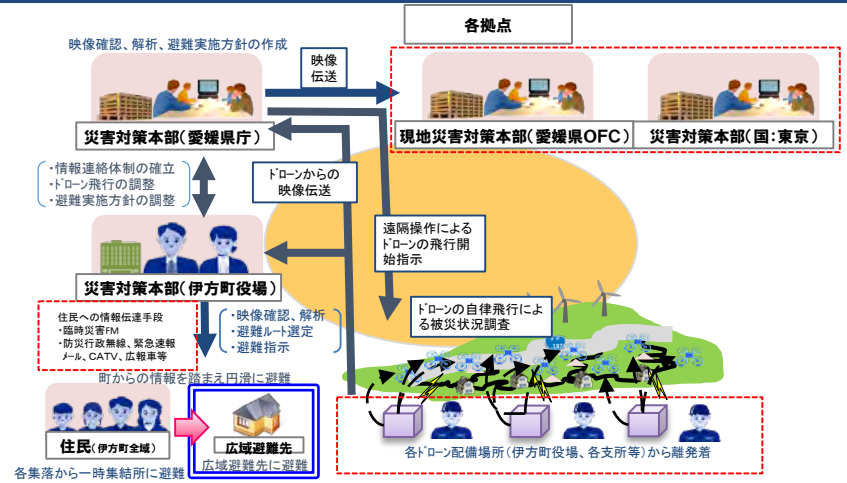 各拠点
映像確認、解析、避難実施方針の作成
映像
伝送
災害対策本部(愛媛県庁)
現地災害対策本部(愛媛県OFC)
災害対策本部(国:東京)
・情報連絡体制の確立
・ドローン飛行の調整
・避難実施方針の調整
ドローンからの
映像伝送
遠隔操作による
ドローンの飛行開
始指示
災害対策本部(伊方町役場)
ドローンの自律飛行によ
る被災状況調査
住民への情報伝達手段
・臨時災害FM
・防災行政無線、緊急速報
メール、CATV、広報車等
・映像確認、解析
・避難ルート選定
・避難指示
町からの情報を踏まえ円滑に避難
住民(伊方町全域)
広域避難先
広域避難先に避難
各集落から一時集結所に避難
各ドローン配備場所(伊方町役場、各支所等)から離発着